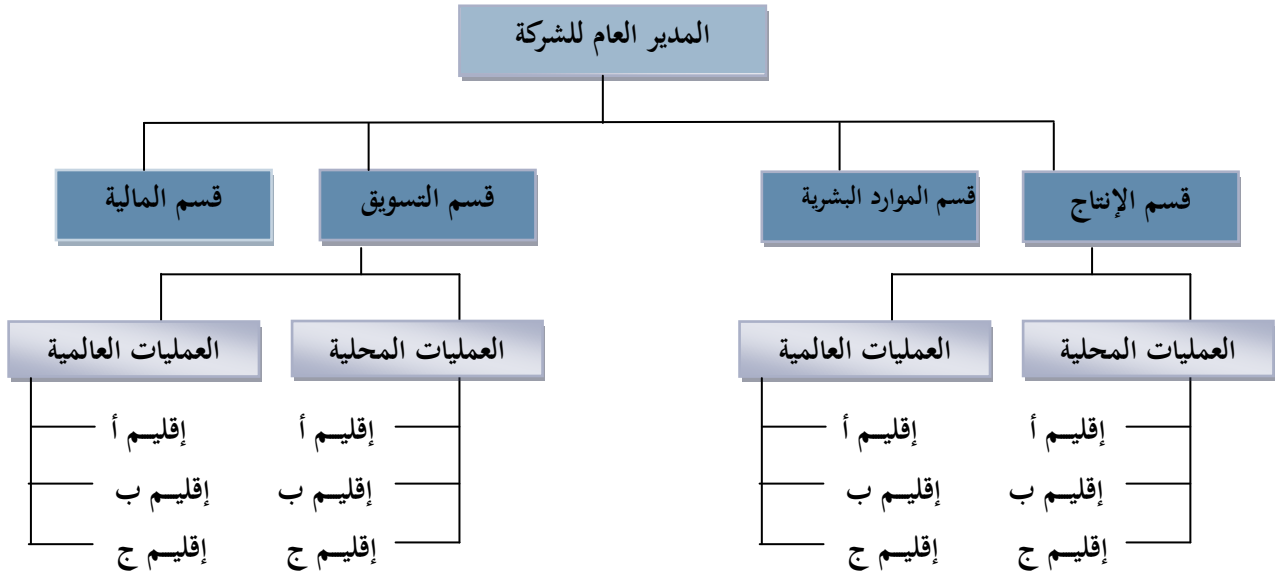 المدير العام للشركة
قسم الإنتاج
قسم الموارد البشرية
قسم التسويق
قسم المالية
العمليات المحلية
العمليات العالمية
العمليات المحلية
العمليات العالمية
إقليــم أ
إقليــم أ
إقليــم أ
إقليــم أ
إقليــم ب
إقليــم ب
إقليــم ب
إقليــم ب
إقليــم ج
إقليــم ج
إقليــم ج
إقليــم ج